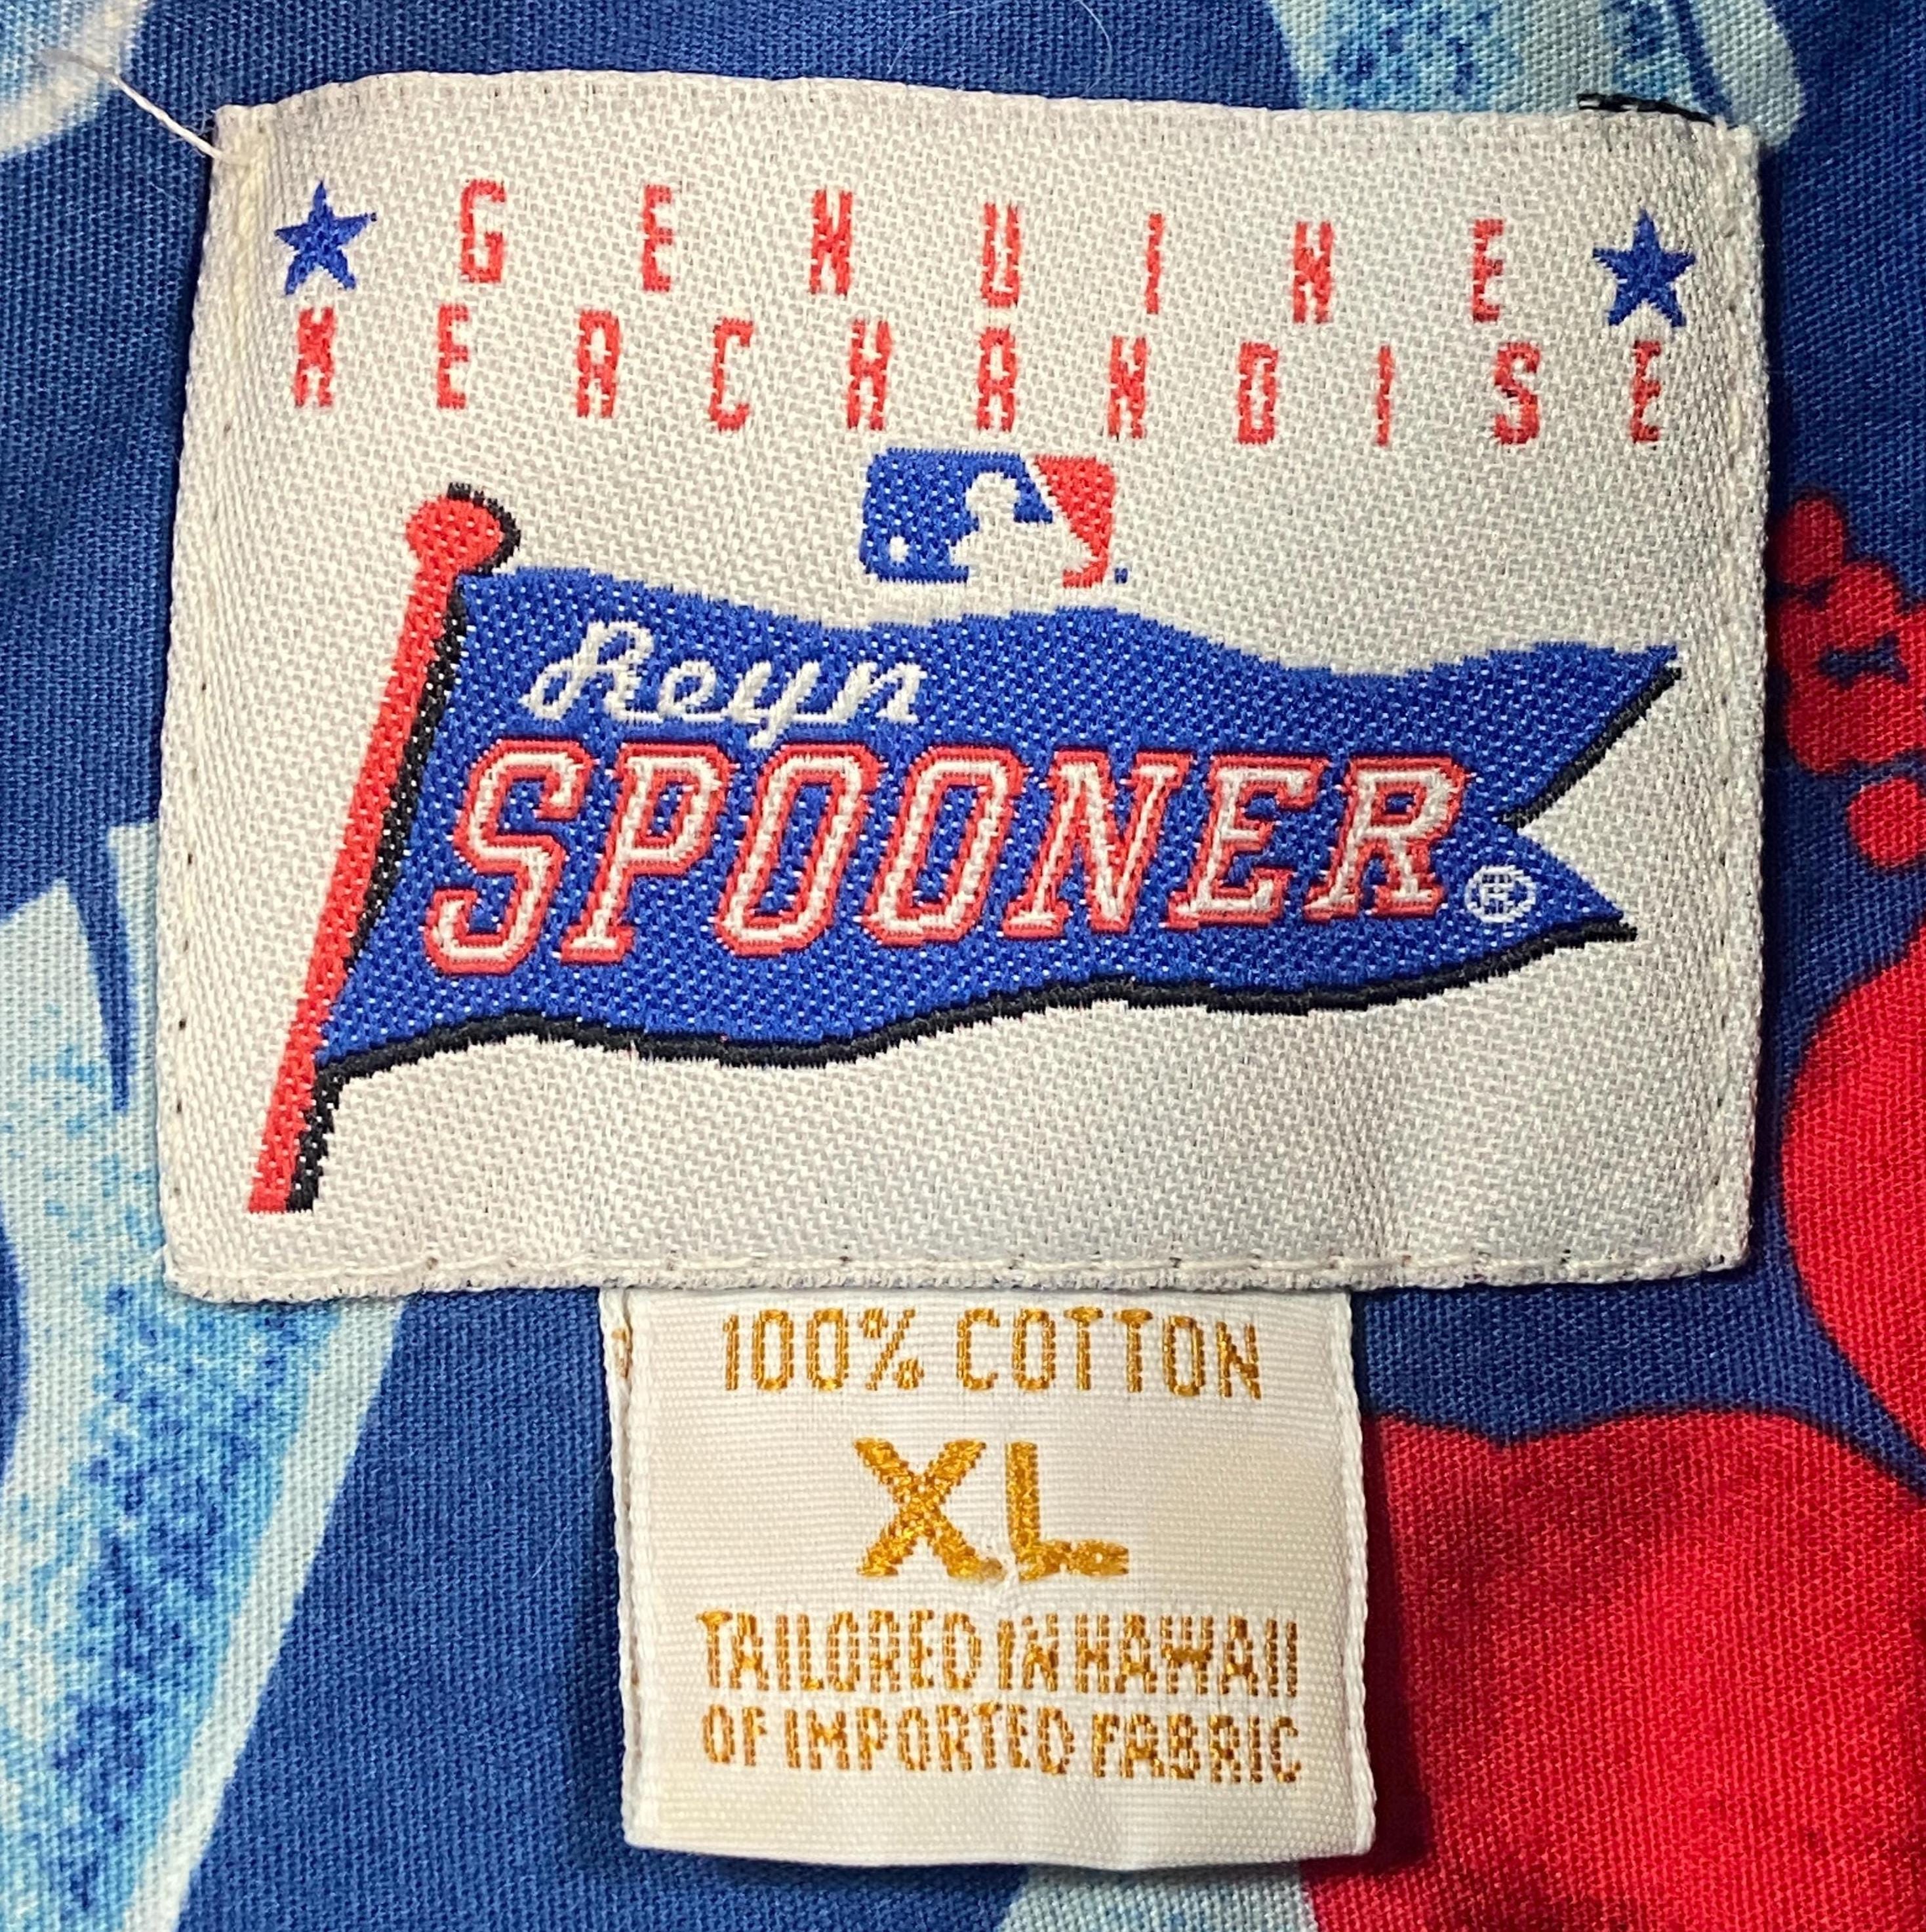 GENUINE
MERCHANDISE
Reyn
SPOONER ®
100% COTTON
XL
TAILORED IN HAWAII
OF IMPORTED FABRIC